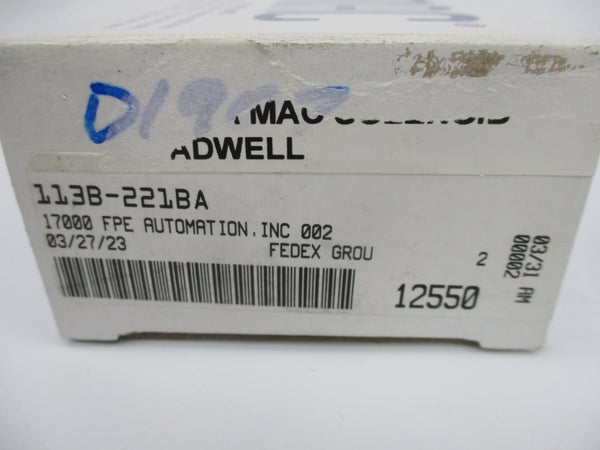 MAC SOLENOID
ADWELL
113B-221BA
17000 FPE AUTOMATION, INC 002
03/27/23 FEDEX GROU
2
12550
03/31 AM
000002